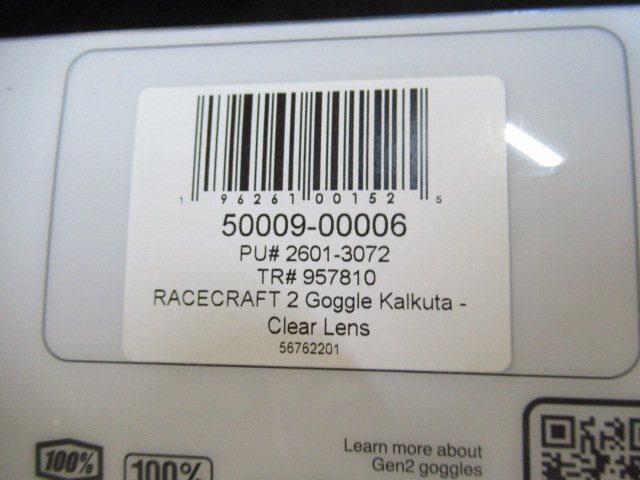 1 96261 00152 5
50009-00006
PU# 2601-3072
TR# 957810
RACECRAFT 2 Goggle Kalkuta -
Clear Lens
56762201
100%
100%
Learn more about
Gen2 goggles